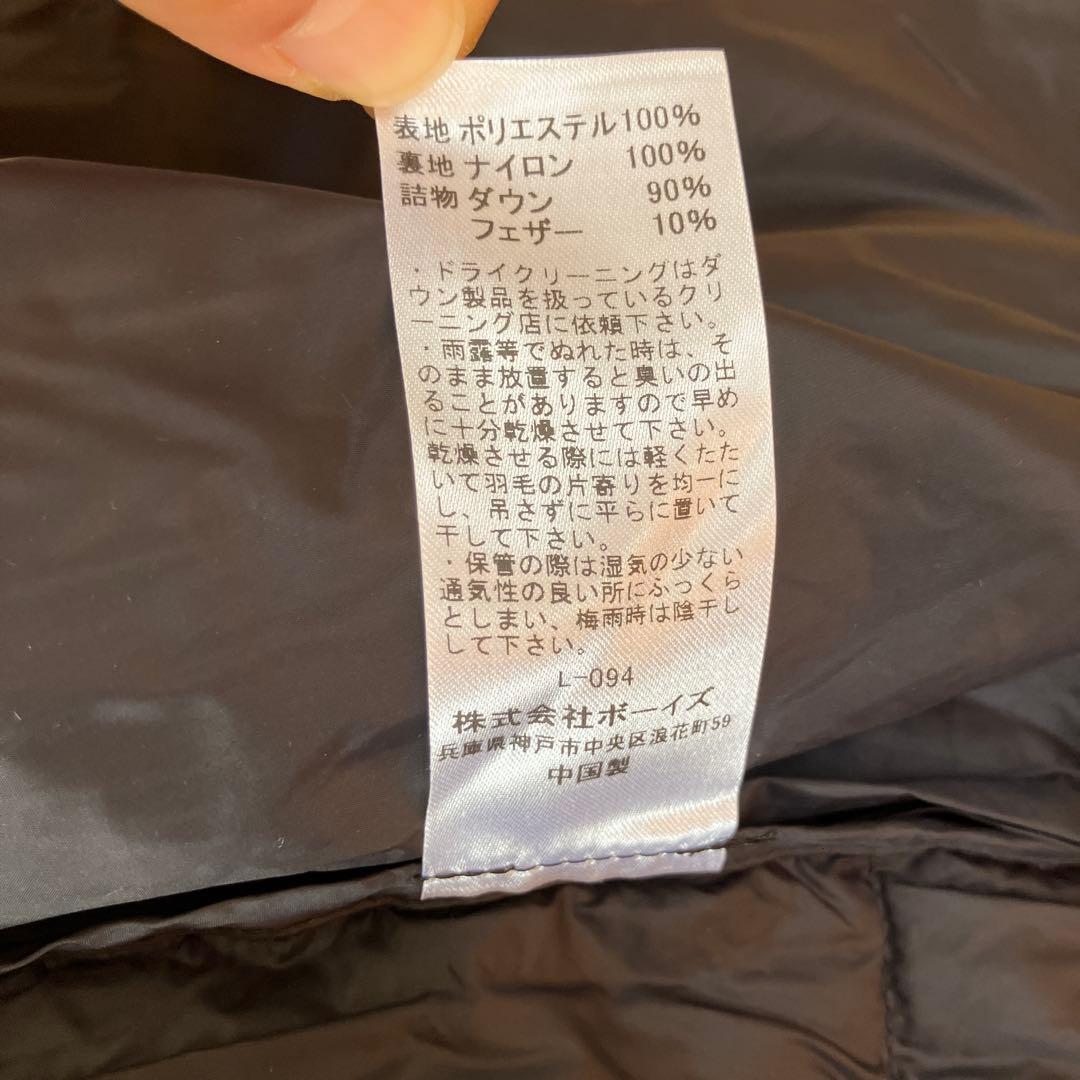 表地 ポリエステル100%
裏地 ナイロン 100%
詰物 ダウン 90%
フェザー 10%
・ドライクリーニングはダ
ウン製品を扱っているクリ
ーニング店に依頼下さい。
・雨露等でぬれた時は、そ
のまま放置すると臭いの出
ることがありますので早め
に十分乾燥させて下さい。
乾燥させる際には軽くたた
いて羽毛の片寄りを均一に
し、吊さずに平らに置いて
干して下さい。
・保管の際は湿気の少ない
通気性の良い所にふっくら
としまい、梅雨時は陰干し
して下さい。
L-094
株式会社ボーイズ
兵庫県神戸市中央区浪花町59
中国製